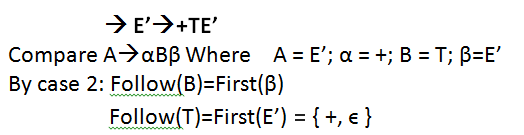 → E’→+TE’
Compare A→αBβ Where A = E’; α = +; B = T; β=E’
By case 2: Follow(B)=First(β)
Follow(T)=First(E’) = { +, ϵ }